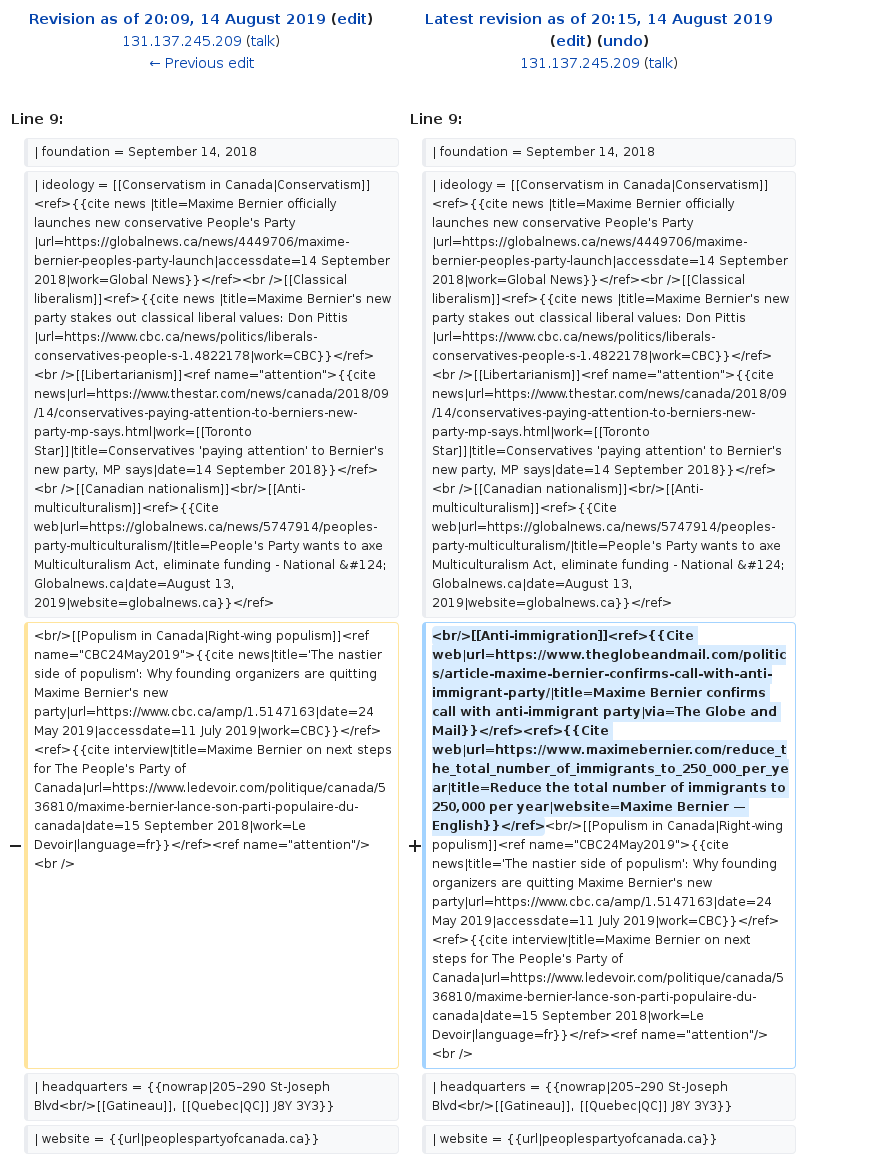 Revision as of 20:09, 14 August 2019 (edit)
131.137.245.209 (talk)
← Previous edit
Latest revision as of 20:15, 14 August 2019
(edit) (undo)
131.137.245.209 (talk)
Line 9:
Line 9:
| foundation = September 14, 2018
| foundation = September 14, 2018
| ideology = [[Conservatism in Canada|Conservatism]]
<ref>{{cite news |title=Maxime Bernier officially
launches new conservative People's Party
|url=https://globalnews.ca/news/4449706/maxime-
bernier-peoples-party-launch|accessdate=14 September
2018|work=Global News}}</ref><br />[[Classical
liberalism]]<ref>{{cite news |title=Maxime Bernier's new
party stakes out classical liberal values: Don Pittis
|url=https://www.cbc.ca/news/politics/liberals-
conservatives-people-s-1.4822178|work=CBC}}</ref>
<br />[[Libertarianism]]<ref name="attention">{{cite
news|url=https://www.thestar.com/news/canada/2018/09
/14/conservatives-paying-attention-to-berniers-new-
party-mp-says.html|work=[[Toronto
Star]]|title=Conservatives 'paying attention' to Bernier's
new party, MP says|date=14 September 2018}}</ref>
<br />[[Canadian nationalism]]<br/>[[Anti-
multiculturalism]]<ref>{{Cite
web|url=https://globalnews.ca/news/5747914/peoples-
party-multiculturalism/|title=People's Party wants to axe
Multiculturalism Act, eliminate funding - National &#124;
Globalnews.ca|date=August 13,
2019|website=globalnews.ca}}</ref>
| ideology = [[Conservatism in Canada|Conservatism]]
<ref>{{cite news |title=Maxime Bernier officially
launches new conservative People's Party
|url=https://globalnews.ca/news/4449706/maxime-
bernier-peoples-party-launch|accessdate=14 September
2018|work=Global News}}</ref><br />[[Classical
liberalism]]<ref>{{cite news |title=Maxime Bernier's new
party stakes out classical liberal values: Don Pittis
|url=https://www.cbc.ca/news/politics/liberals-
conservatives-people-s-1.4822178|work=CBC}}</ref>
<br />[[Libertarianism]]<ref name="attention">{{cite
news|url=https://www.thestar.com/news/canada/2018/09
/14/conservatives-paying-attention-to-berniers-new-
party-mp-says.html|work=[[Toronto
Star]]|title=Conservatives 'paying attention' to Bernier's
new party, MP says|date=14 September 2018}}</ref>
<br />[[Canadian nationalism]]<br/>[[Anti-
multiculturalism]]<ref>{{Cite
web|url=https://globalnews.ca/news/5747914/peoples-
party-multiculturalism/|title=People's Party wants to axe
Multiculturalism Act, eliminate funding - National &#124;
Globalnews.ca|date=August 13,
2019|website=globalnews.ca}}</ref>
−
<br/>[[Populism in Canada|Right-wing populism]]<ref
name="CBC24May2019">{{cite news|title='The nastier
side of populism': Why founding organizers are quitting
Maxime Bernier's new
party|url=https://www.cbc.ca/amp/1.5147163|date=24
May 2019|accessdate=11 July 2019|work=CBC}}</ref>
<ref>{{cite interview|title=Maxime Bernier on next steps
for The People's Party of
Canada|url=https://www.ledevoir.com/politique/canada/5
36810/maxime-bernier-lance-son-parti-populaire-du-
canada|date=15 September 2018|work=Le
Devoir|language=fr}}</ref><ref name="attention"/>
<br />
+
<br/>[[Anti-immigration]]<ref>{{Cite
web|url=https://www.theglobeandmail.com/politic
s/article-maxime-bernier-confirms-call-with-anti-
immigrant-party/|title=Maxime Bernier confirms
call with anti-immigrant party|via=The Globe and
Mail}}</ref><ref>{{Cite
web|url=https://www.maximebernier.com/reduce_t
he_total_number_of_immigrants_to_250_000_per_ye
ar|title=Reduce the total number of immigrants to
250,000 per year|website=Maxime Bernier —
English}}</ref><br/>[[Populism in Canada|Right-wing
populism]]<ref name="CBC24May2019">{{cite
news|title='The nastier side of populism': Why founding
organizers are quitting Maxime Bernier's new
party|url=https://www.cbc.ca/amp/1.5147163|date=24
May 2019|accessdate=11 July 2019|work=CBC}}</ref>
<ref>{{cite interview|title=Maxime Bernier on next
steps for The People's Party of
Canada|url=https://www.ledevoir.com/politique/canada/5
36810/maxime-bernier-lance-son-parti-populaire-du-
canada|date=15 September 2018|work=Le
Devoir|language=fr}}</ref><ref name="attention"/>
<br />
| headquarters = {{nowrap|205–290 St-Joseph
Blvd<br/>[[Gatineau]], [[Quebec|QC]] J8Y 3Y3}}
| headquarters = {{nowrap|205–290 St-Joseph
Blvd<br/>[[Gatineau]], [[Quebec|QC]] J8Y 3Y3}}
| website = {{url|peoplespartyofcanada.ca}}
| website = {{url|peoplespartyofcanada.ca}}